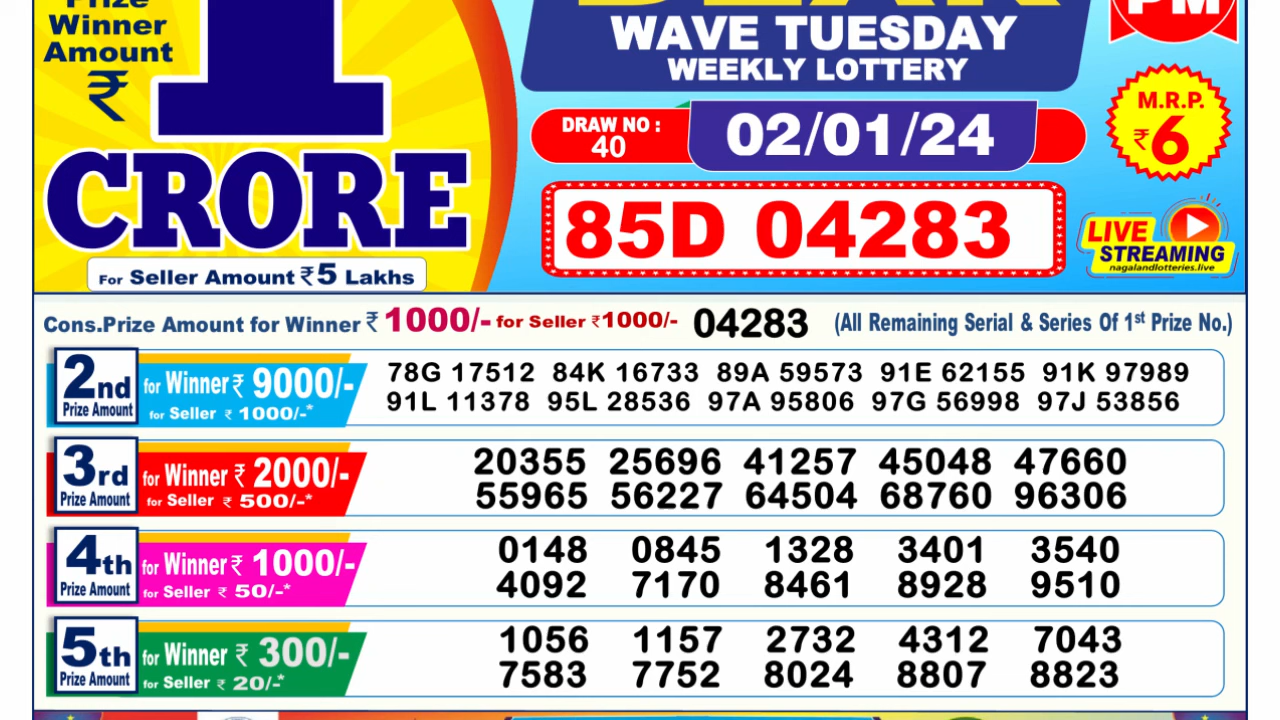 Prize
Winner
Amount
₹
1
CRORE
For Seller Amount ₹5 Lakhs
DEAR
WAVE TUESDAY
WEEKLY LOTTERY
DRAW NO :
40
02/01/24
PM
M.R.P.
₹6
85D 04283
LIVE
STREAMING
nagalandlotteries.live
Cons.Prize Amount for Winner ₹ 1000/- for Seller ₹1000/- 04283 (All Remaining Serial & Series Of 1st Prize No.)
2nd
Prize Amount
for Winner ₹ 9000/-
for Seller ₹ 1000/-*
78G 17512 84K 16733 89A 59573 91E 62155 91K 97989
91L 11378 95L 28536 97A 95806 97G 56998 97J 53856
3rd
Prize Amount
for Winner ₹ 2000/-
for Seller ₹ 500/-*
20355 25696 41257 45048 47660
55965 56227 64504 68760 96306
4th
Prize Amount
for Winner ₹ 1000/-
for Seller ₹ 50/-*
0148 0845 1328 3401 3540
4092 7170 8461 8928 9510
5th
Prize Amount
for Winner ₹ 300/-
for Seller ₹ 20/-*
1056 1157 2732 4312 7043
7583 7752 8024 8807 8823